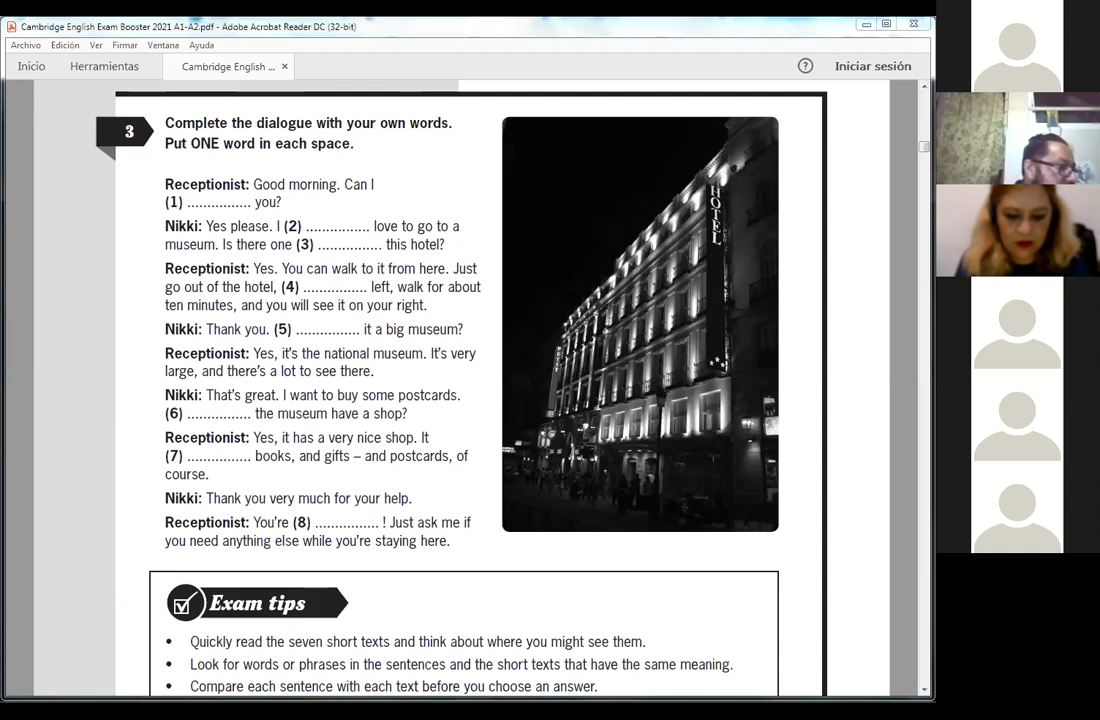 Cambridge English Exam Booster 2021 A1-A2.pdf - Adobe Acrobat Reader DC (32-bit)
Archivo Edición Ver Firmar Ventana Ayuda
Inicio Herramientas Cambridge English ... × ? Iniciar sesión
3
Complete the dialogue with your own words.
Put ONE word in each space.
Receptionist: Good morning. Can I
(1) ................ you?
Nikki: Yes please. I (2) ................ love to go to a
museum. Is there one (3) ................ this hotel?
Receptionist: Yes. You can walk to it from here. Just
go out of the hotel, (4) ................ left, walk for about
ten minutes, and you will see it on your right.
Nikki: Thank you. (5) ................ it a big museum?
Receptionist: Yes, it's the national museum. It's very
large, and there's a lot to see there.
Nikki: That's great. I want to buy some postcards.
(6) ................ the museum have a shop?
Receptionist: Yes, it has a very nice shop. It
(7) ................ books, and gifts – and postcards, of
course.
Nikki: Thank you very much for your help.
Receptionist: You're (8) ................ ! Just ask me if
you need anything else while you're staying here.
HOTEL
Exam tips
• Quickly read the seven short texts and think about where you might see them.
• Look for words or phrases in the sentences and the short texts that have the same meaning.
• Compare each sentence with each text before you choose an answer.